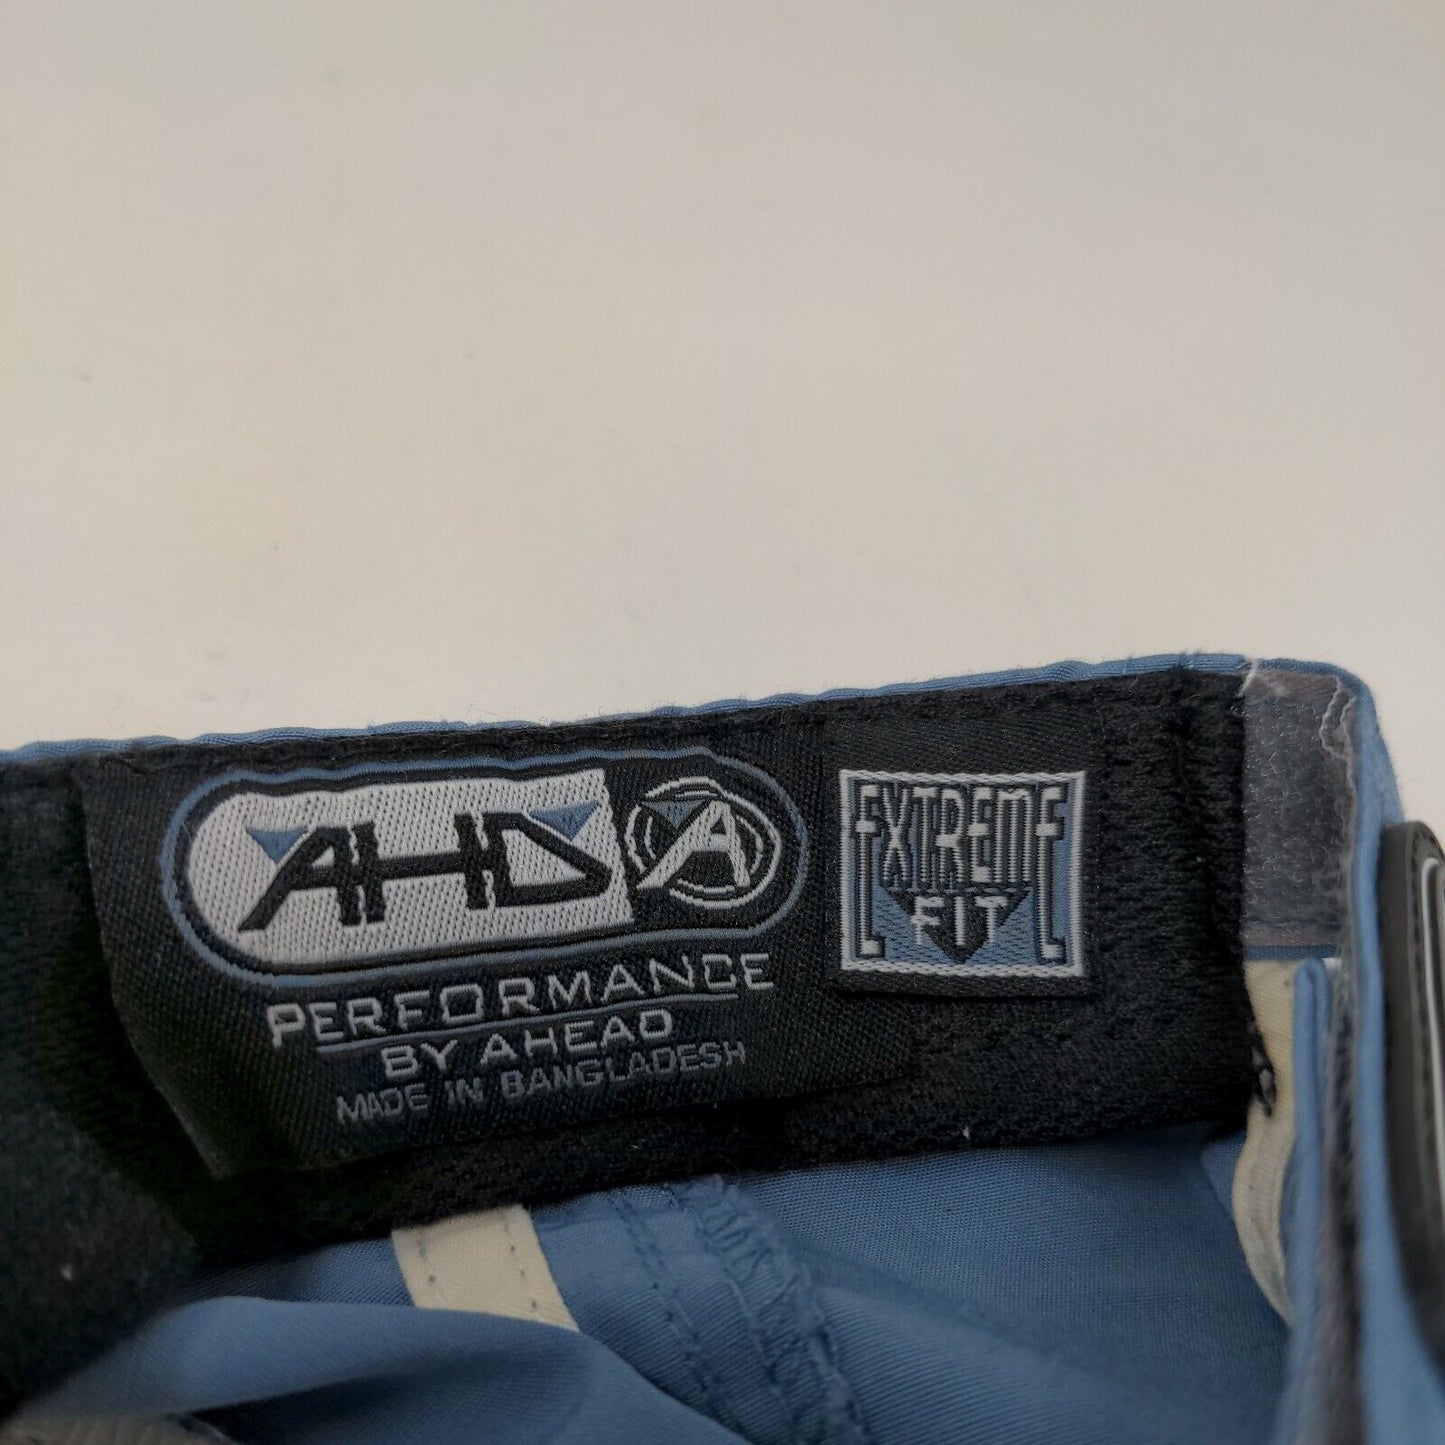 AHD A
PERFORMANCE
BY AHEAD
MADE IN BANGLADESH
EXTREME
FIT